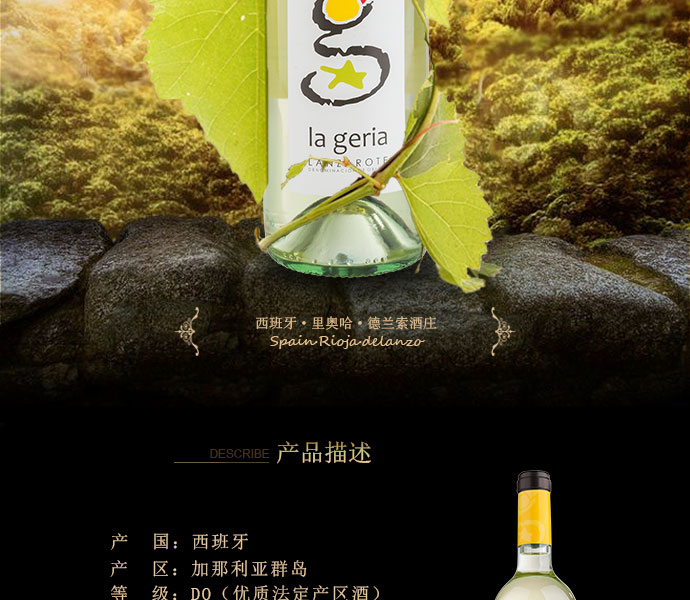 la geria
LANZAROTE
西班牙·里奥哈·德兰索酒庄
Spain Rioja delanzo
DESCRIBE 产品描述
产 国：西班牙
产 区：加那利亚群岛
等 级：DO（优质法定产区酒）